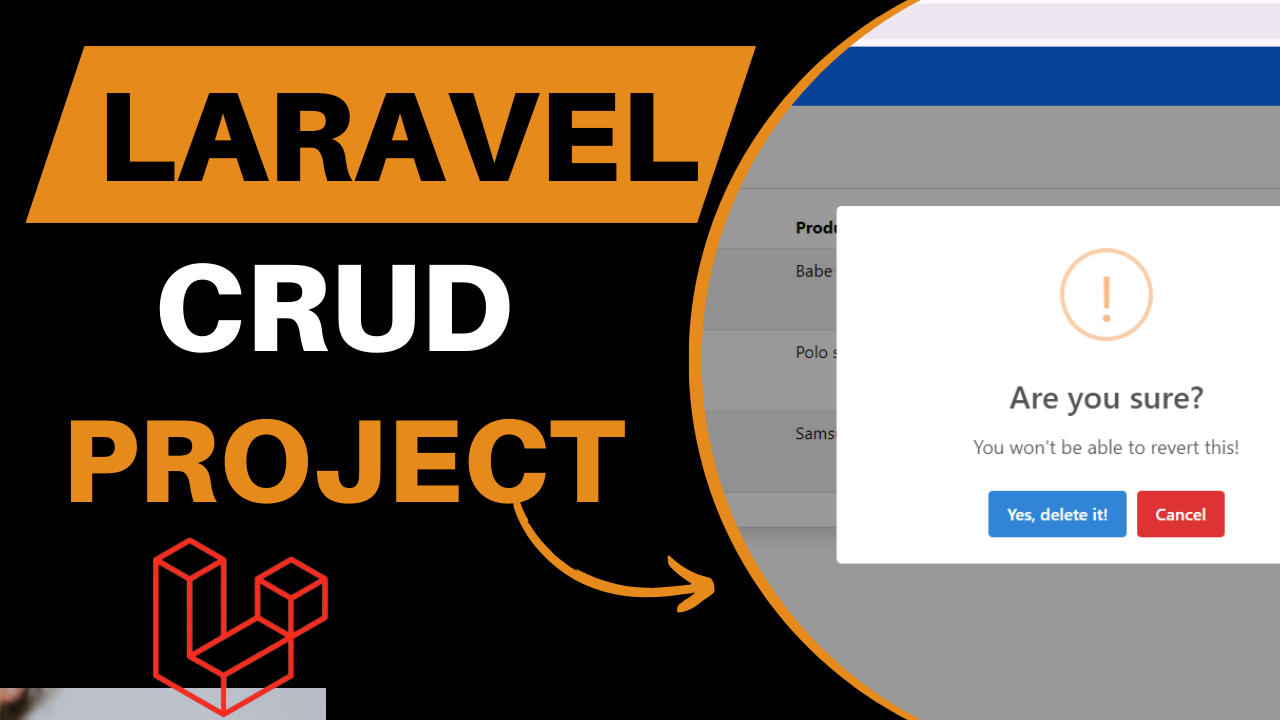 LARAVEL
CRUD
PROJECT
Babe
Polo
Are you sure?
You won't be able to revert this!
Yes, delete it!
Cancel